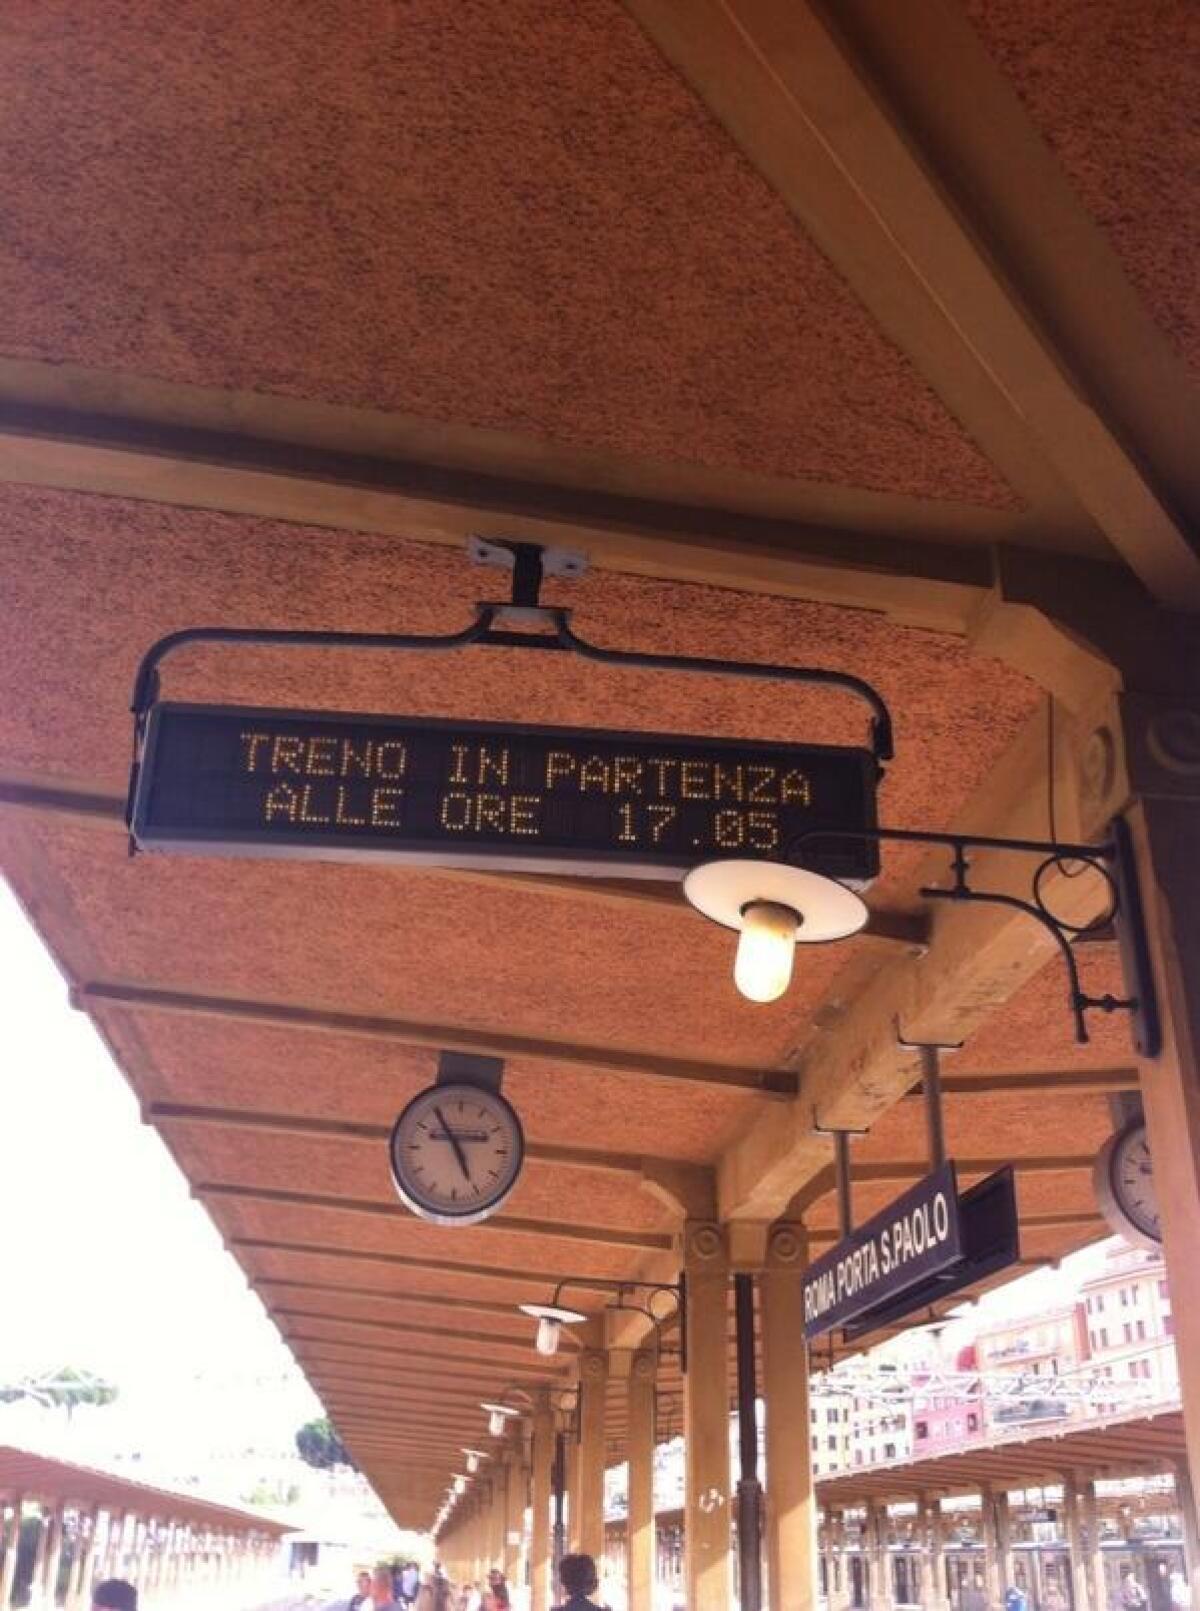 TRENO IN PARTENZA
ALLE ORE 17.05
ROMA PORTA S.PAOLO